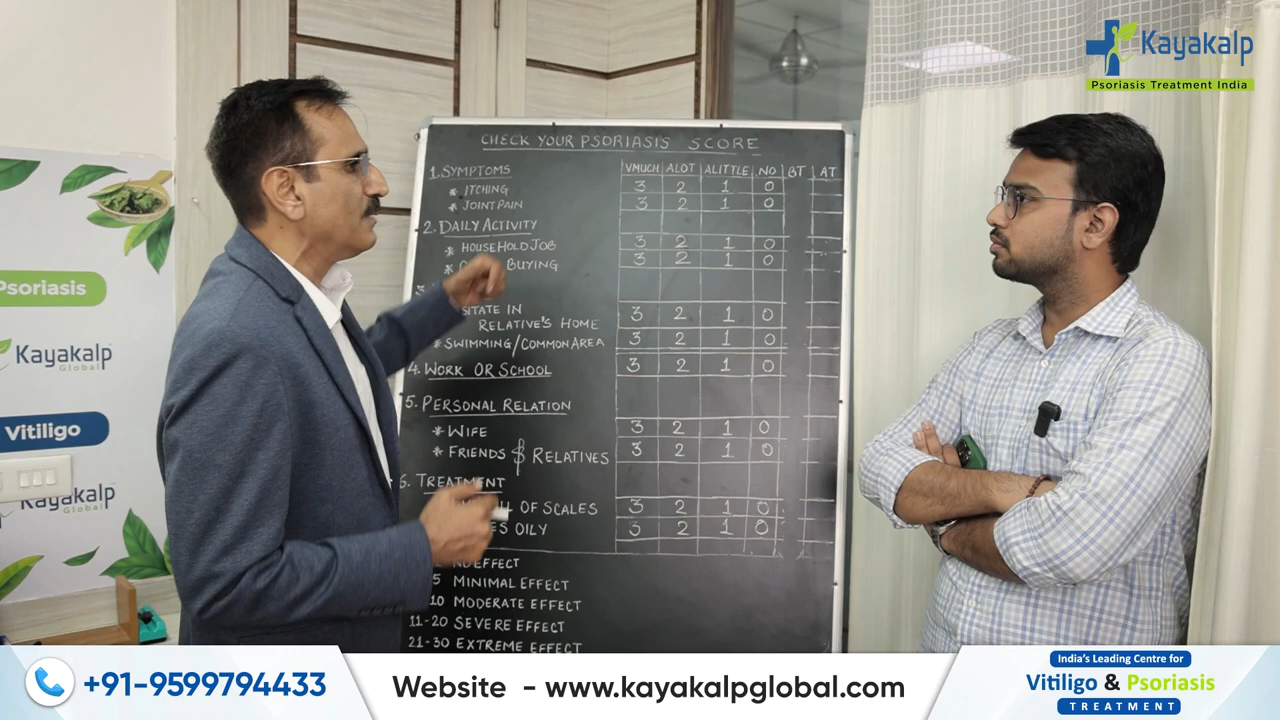 Kayakalp
Psoriasis Treatment India
CHECK YOUR PSORIASIS SCORE
VMUCH ALOT ALITTLE NO BT AT
1. SYMPTOMS
* ITCHING 3 2 1 0
* JOINT PAIN 3 2 1 0
2. DAILY ACTIVITY
* HOUSEHOLD JOB 3 2 1 0
* BUYING 3 2 1 0
3.
SITATE IN
RELATIVE'S HOME 3 2 1 0
* SWIMMING/COMMON AREA 3 2 1 0
4. WORK OR SCHOOL 3 2 1 0
5. PERSONAL RELATION
* WIFE 3 2 1 0
* FRIENDS & RELATIVES 3 2 1 0
6. TREATMENT
OF SCALES 3 2 1 0
OILY 3 2 1 0
NO EFFECT
5 MINIMAL EFFECT
10 MODERATE EFFECT
11-20 SEVERE EFFECT
21-30 EXTREME EFFECT
Psoriasis
Kayakalp
Global
Vitiligo
Kayakalp
Global
+91-9599794433
Website - www.kayakalpglobal.com
India's Leading Centre for
Vitiligo & Psoriasis
TREATMENT